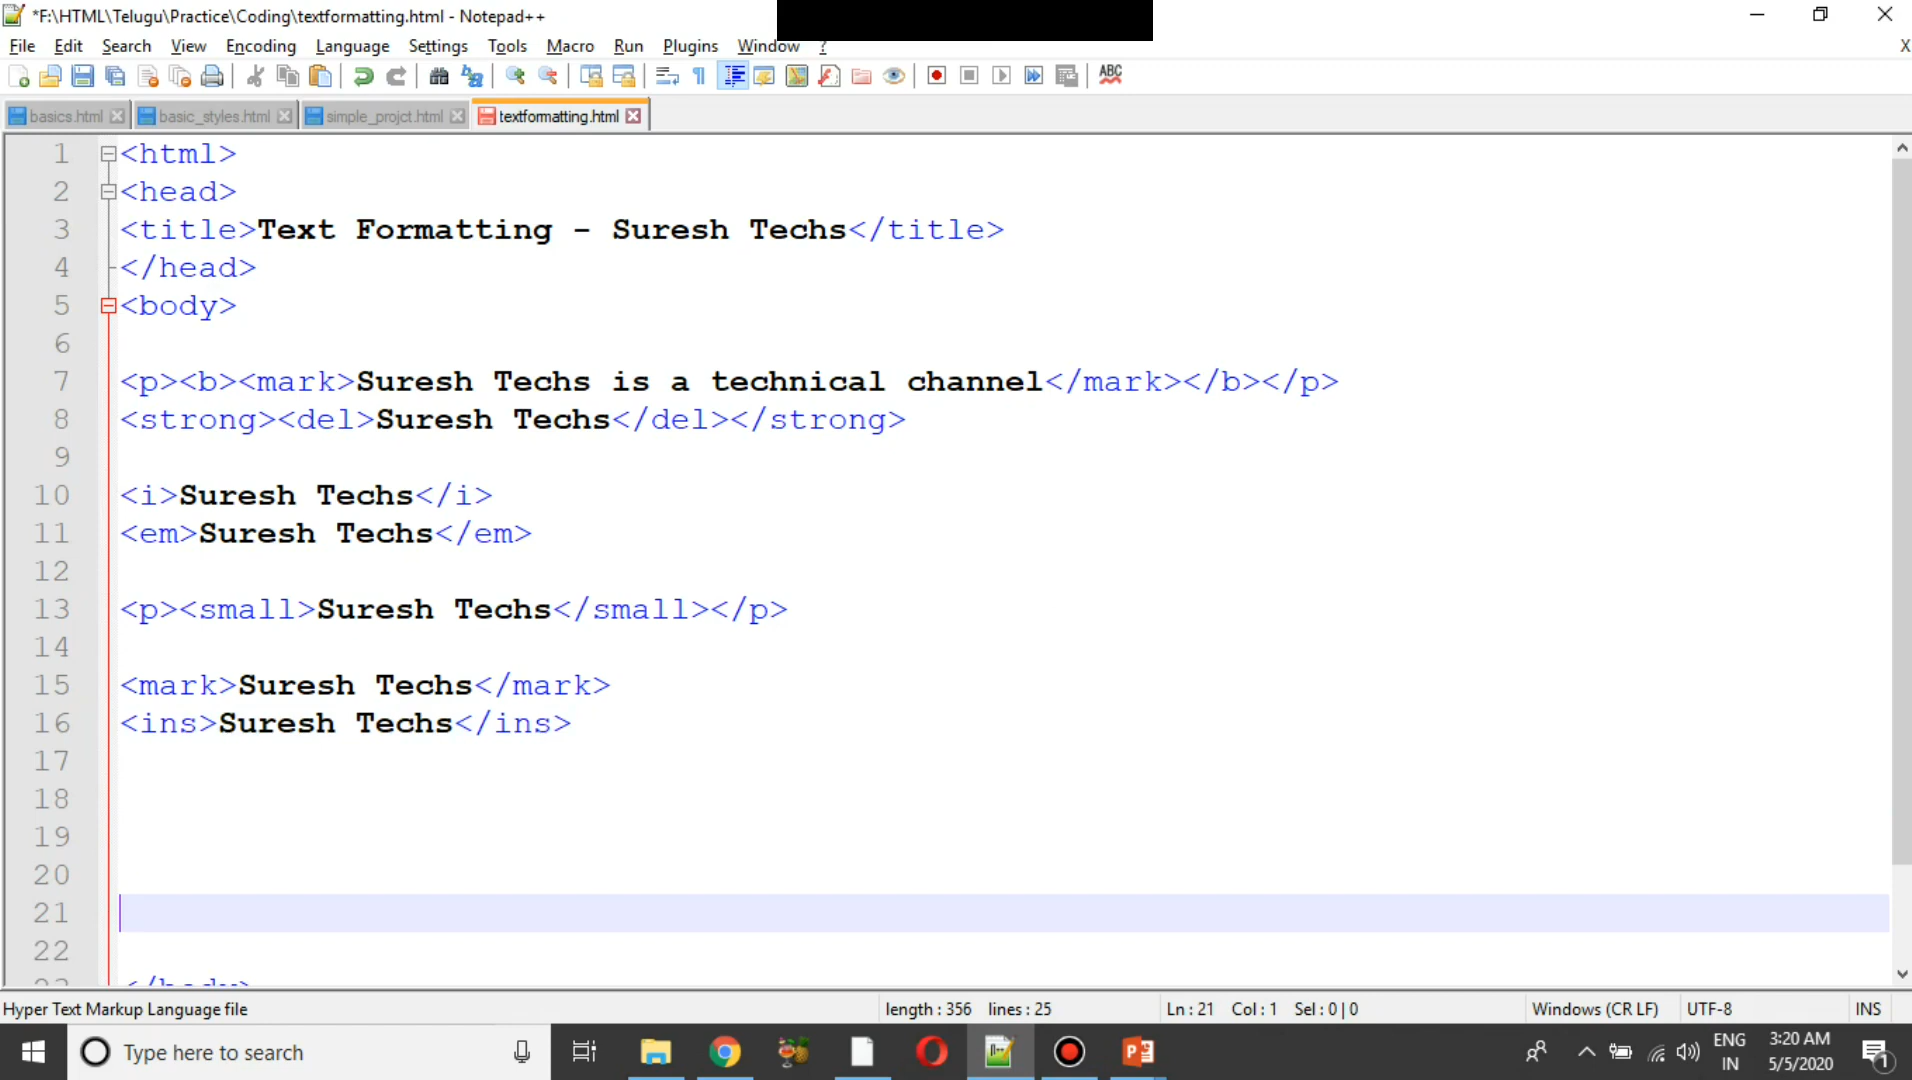 *F:\HTML\Telugu\Practice\Coding\textformatting.html - Notepad++
File Edit Search View Encoding Language Settings Tools Macro Run Plugins Window ?
X
ABC
basics.html basic_styles.html simple_projct.html textformatting.html
1 <html>
2 <head>
3 <title>Text Formatting - Suresh Techs</title>
4 </head>
5 <body>
6
7 <p><b><mark>Suresh Techs is a technical channel</mark></b></p>
8 <strong><del>Suresh Techs</del></strong>
9
10 <i>Suresh Techs</i>
11 <em>Suresh Techs</em>
12
13 <p><small>Suresh Techs</small></p>
14
15 <mark>Suresh Techs</mark>
16 <ins>Suresh Techs</ins>
17
18
19
20
21
22
23 </body>
Hyper Text Markup Language file length : 356 lines : 25 Ln : 21 Col : 1 Sel : 0 | 0 Windows (CR LF) UTF-8 INS
Type here to search
ENG 3:20 AM
IN 5/5/2020 1